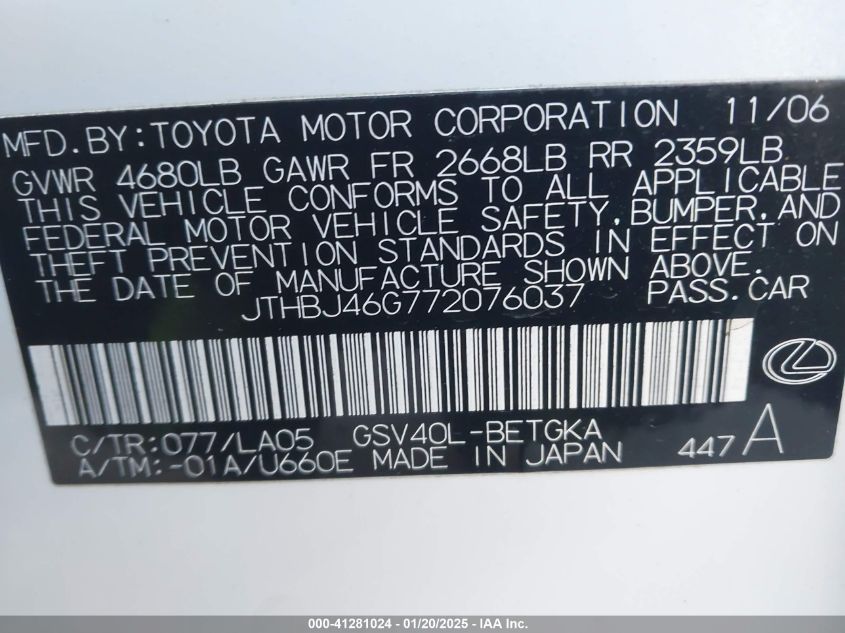 MFD.BY:TOYOTA MOTOR CORPORATION 11/06
GVWR 4680LB GAWR FR 2668LB RR 2359LB
THIS VEHICLE CONFORMS TO ALL APPLICABLE
FEDERAL MOTOR VEHICLE SAFETY,BUMPER,AND
THEFT PREVENTION STANDARDS IN EFFECT ON
THE DATE OF MANUFACTURE SHOWN ABOVE.
JTHBJ46G772076037 PASS.CAR
C/TR:077/LA05 GSV40L-BETGKA
A/TM:-01A/U660E MADE IN JAPAN 447A
000-41281024 - 01/20/2025 - IAA Inc.